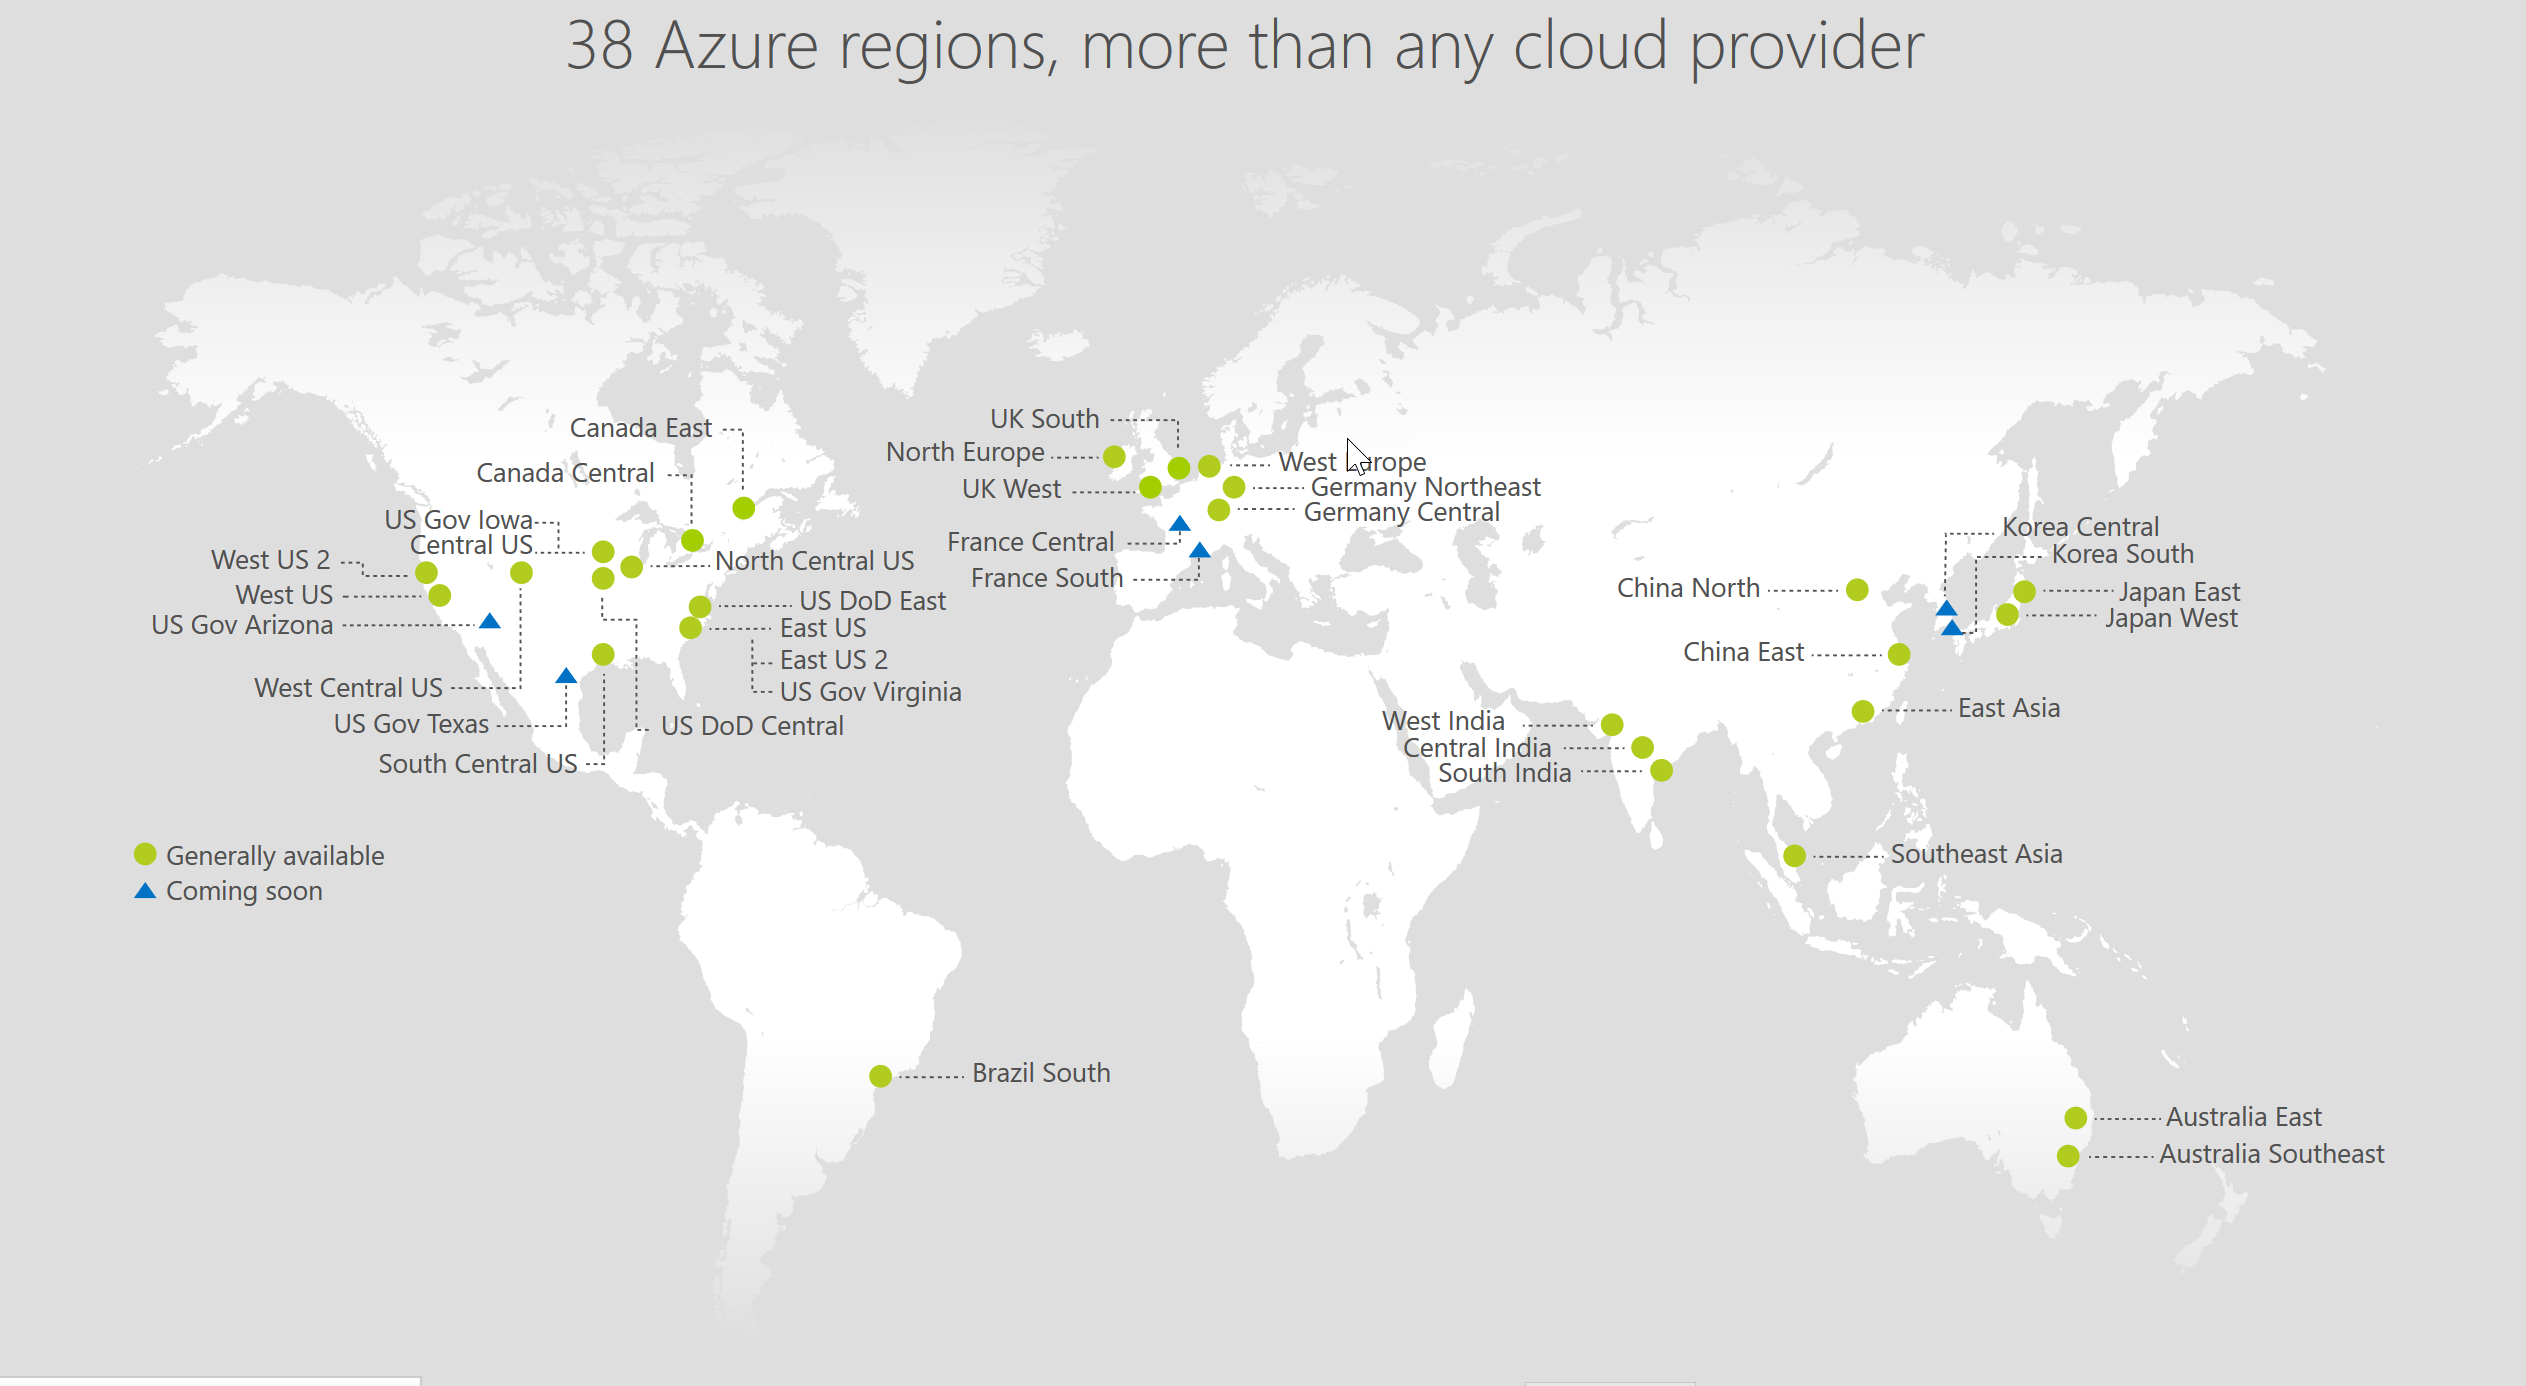 38 Azure regions, more than any cloud provider
Canada East
Canada Central
US Gov Iowa
Central US
West US 2
West US
US Gov Arizona
North Central US
US DoD East
East US
East US 2
US Gov Virginia
West Central US
US Gov Texas
US DoD Central
South Central US
UK South
North Europe
UK West
West Europe
Germany Northeast
Germany Central
France Central
France South
Korea Central
Korea South
China North
Japan East
Japan West
China East
East Asia
West India
Central India
South India
Southeast Asia
Generally available
Coming soon
Brazil South
Australia East
Australia Southeast